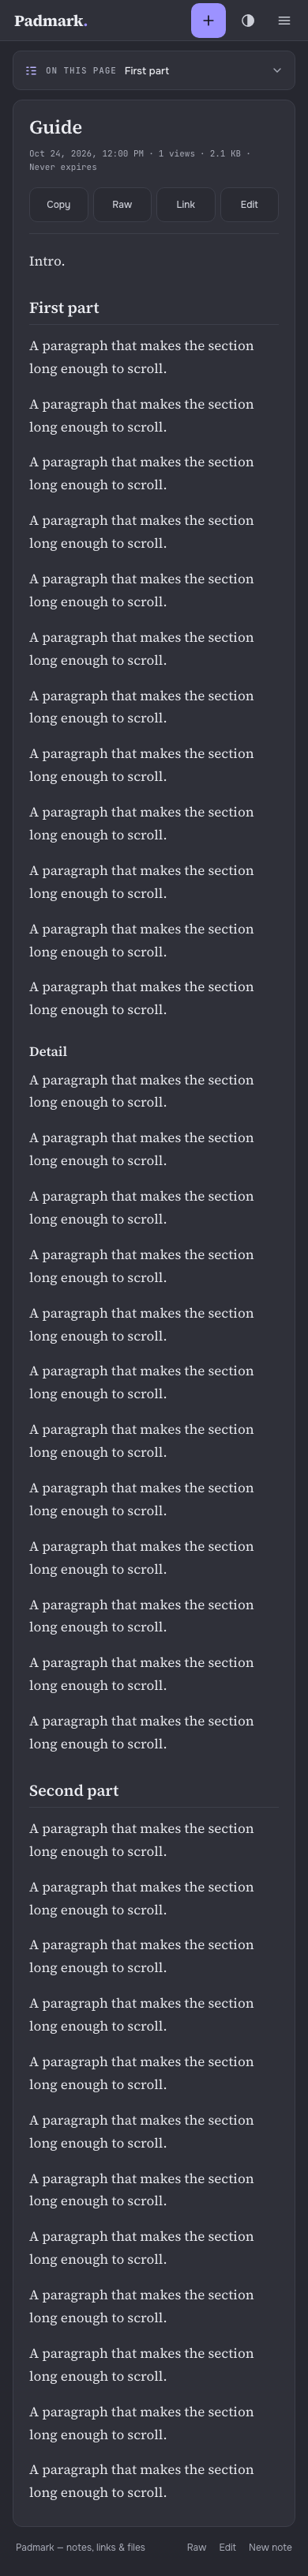 Padmark.
ON THIS PAGE First part
Guide
Oct 24, 2026, 12:00 PM · 1 views · 2.1 KB ·
Never expires
Copy Raw Link Edit
Intro.
First part
A paragraph that makes the section
long enough to scroll.
A paragraph that makes the section
long enough to scroll.
A paragraph that makes the section
long enough to scroll.
A paragraph that makes the section
long enough to scroll.
A paragraph that makes the section
long enough to scroll.
A paragraph that makes the section
long enough to scroll.
A paragraph that makes the section
long enough to scroll.
A paragraph that makes the section
long enough to scroll.
A paragraph that makes the section
long enough to scroll.
A paragraph that makes the section
long enough to scroll.
A paragraph that makes the section
long enough to scroll.
A paragraph that makes the section
long enough to scroll.
Detail
A paragraph that makes the section
long enough to scroll.
A paragraph that makes the section
long enough to scroll.
A paragraph that makes the section
long enough to scroll.
A paragraph that makes the section
long enough to scroll.
A paragraph that makes the section
long enough to scroll.
A paragraph that makes the section
long enough to scroll.
A paragraph that makes the section
long enough to scroll.
A paragraph that makes the section
long enough to scroll.
A paragraph that makes the section
long enough to scroll.
A paragraph that makes the section
long enough to scroll.
A paragraph that makes the section
long enough to scroll.
A paragraph that makes the section
long enough to scroll.
Second part
A paragraph that makes the section
long enough to scroll.
A paragraph that makes the section
long enough to scroll.
A paragraph that makes the section
long enough to scroll.
A paragraph that makes the section
long enough to scroll.
A paragraph that makes the section
long enough to scroll.
A paragraph that makes the section
long enough to scroll.
A paragraph that makes the section
long enough to scroll.
A paragraph that makes the section
long enough to scroll.
A paragraph that makes the section
long enough to scroll.
A paragraph that makes the section
long enough to scroll.
A paragraph that makes the section
long enough to scroll.
A paragraph that makes the section
long enough to scroll.
Padmark — notes, links & files Raw Edit New note